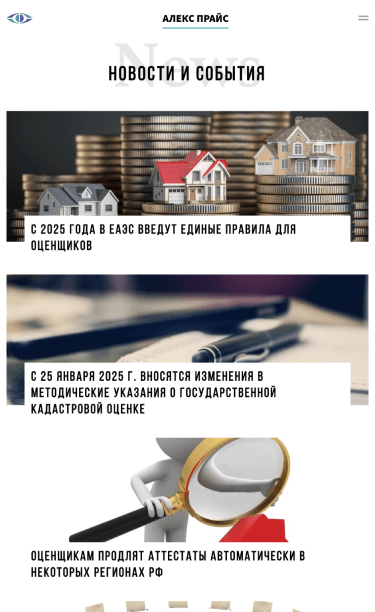 АЛЕКС ПРАЙС
News
НОВОСТИ И СОБЫТИЯ
С 2025 ГОДА В ЕАЭС ВВЕДУТ ЕДИНЫЕ ПРАВИЛА ДЛЯ
ОЦЕНЩИКОВ
С 25 ЯНВАРЯ 2025 Г. ВНОСЯТСЯ ИЗМЕНЕНИЯ В
МЕТОДИЧЕСКИЕ УКАЗАНИЯ О ГОСУДАРСТВЕННОЙ
КАДАСТРОВОЙ ОЦЕНКЕ
ОЦЕНЩИКАМ ПРОДЛЯТ АТТЕСТАТЫ АВТОМАТИЧЕСКИ В
НЕКОТОРЫХ РЕГИОНАХ РФ